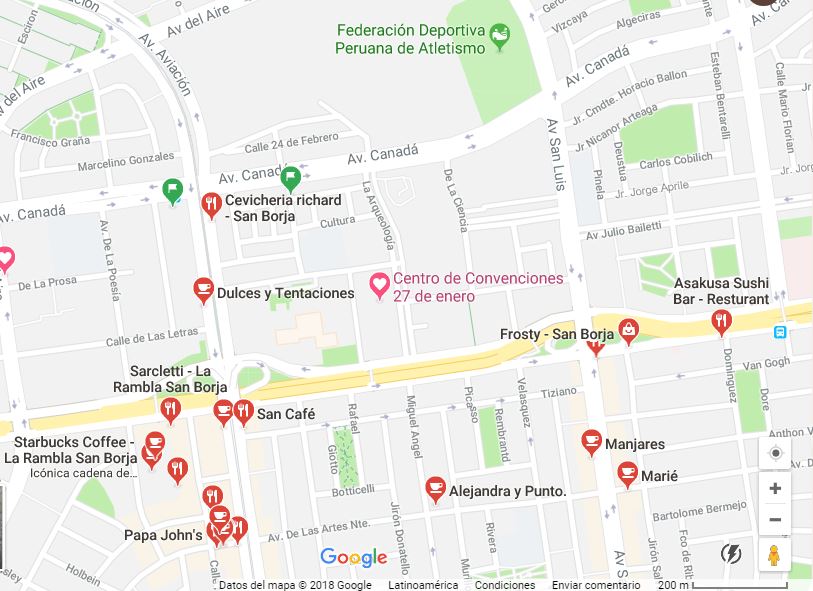 Av. Aviación
Av del Aire
Esciron
v del Aire
Francisco Graña
Marcelino Gonzales
Calle 24 de Febrero
Federación Deportiva
Peruana de Atletismo
Vizcaya
Algeciras
Av. Canadá
Jr. Cmdte. Horacio Ballon
Jr Nicanor Arteaga
Esteban Bentarelli
Calle Mario Florian
Av San Luis
Deustua
Carlos Cobilich
Pinela
Jr. Jorge Aprile
Av Julio Bailetti
Av. Canadá
Av. Canadá
Av. Canadá
La Arqueología
De La Ciencia
Cevicheria richard
- San Borja
Cultura
Av. De La Poesía
De La Prosa
Dulces y Tentaciones
Centro de Convenciones
27 de enero
Asakusa Sushi
Bar - Resturant
Calle de Las Letras
Frosty - San Borja
Sarcletti - La
Rambla San Borja
Van Gogh
Dominguez
Dore
San Café
Tiziano
Rafael
Miguel Angel
Picasso
Rembrandt
Velasquez
Starbucks Coffee -
La Rambla San Borja
Icónica cadena de...
Giotto
Manjares
Anthon V
Botticelli
Alejandra y Punto.
Marié
Av. D
Bartolome Bermejo
Papa John's
Av. De Las Artes Nte.
Jirón Donatello
Rivera
Holbein
sley
Calle
Av S
Jirón Sal
Fco de Rib
Google
Datos del mapa © 2018 Google Latinoamérica Condiciones Enviar comentario 200 m